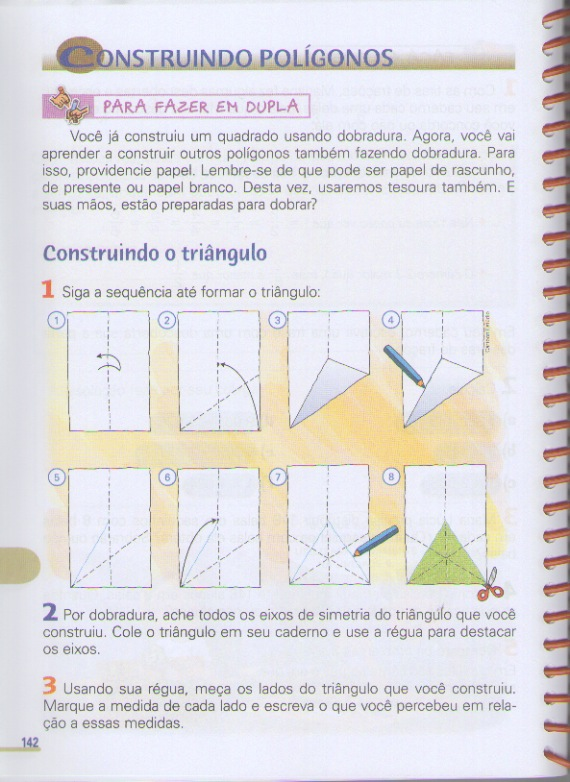 CONSTRUINDO POLÍGONOS
PARA FAZER EM DUPLA
Você já construiu um quadrado usando dobradura. Agora, você vai
aprender a construir outros polígonos também fazendo dobradura. Para
isso, providencie papel. Lembre-se de que pode ser papel de rascunho,
de presente ou papel branco. Desta vez, usaremos tesoura também. E
suas mãos, estão preparadas para dobrar?
Construindo o triângulo
1 Siga a sequência até formar o triângulo:
1 2 3 4
5 6 7 8
2 Por dobradura, ache todos os eixos de simetria do triângulo que você
construiu. Cole o triângulo em seu caderno e use a régua para destacar
os eixos.
3 Usando sua régua, meça os lados do triângulo que você construiu.
Marque a medida de cada lado e escreva o que você percebeu em rela-
ção a essas medidas.
142